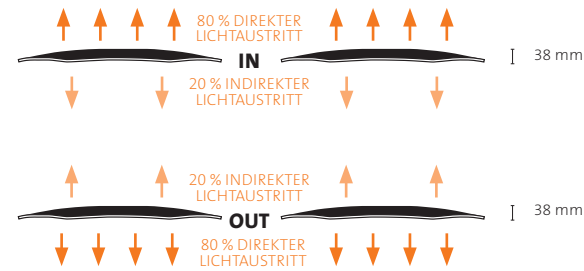 80 % DIREKTER
LICHTAUSTRITT
IN
38 mm
20 % INDIREKTER
LICHTAUSTRITT
20 % INDIREKTER
LICHTAUSTRITT
OUT
38 mm
80 % DIREKTER
LICHTAUSTRITT